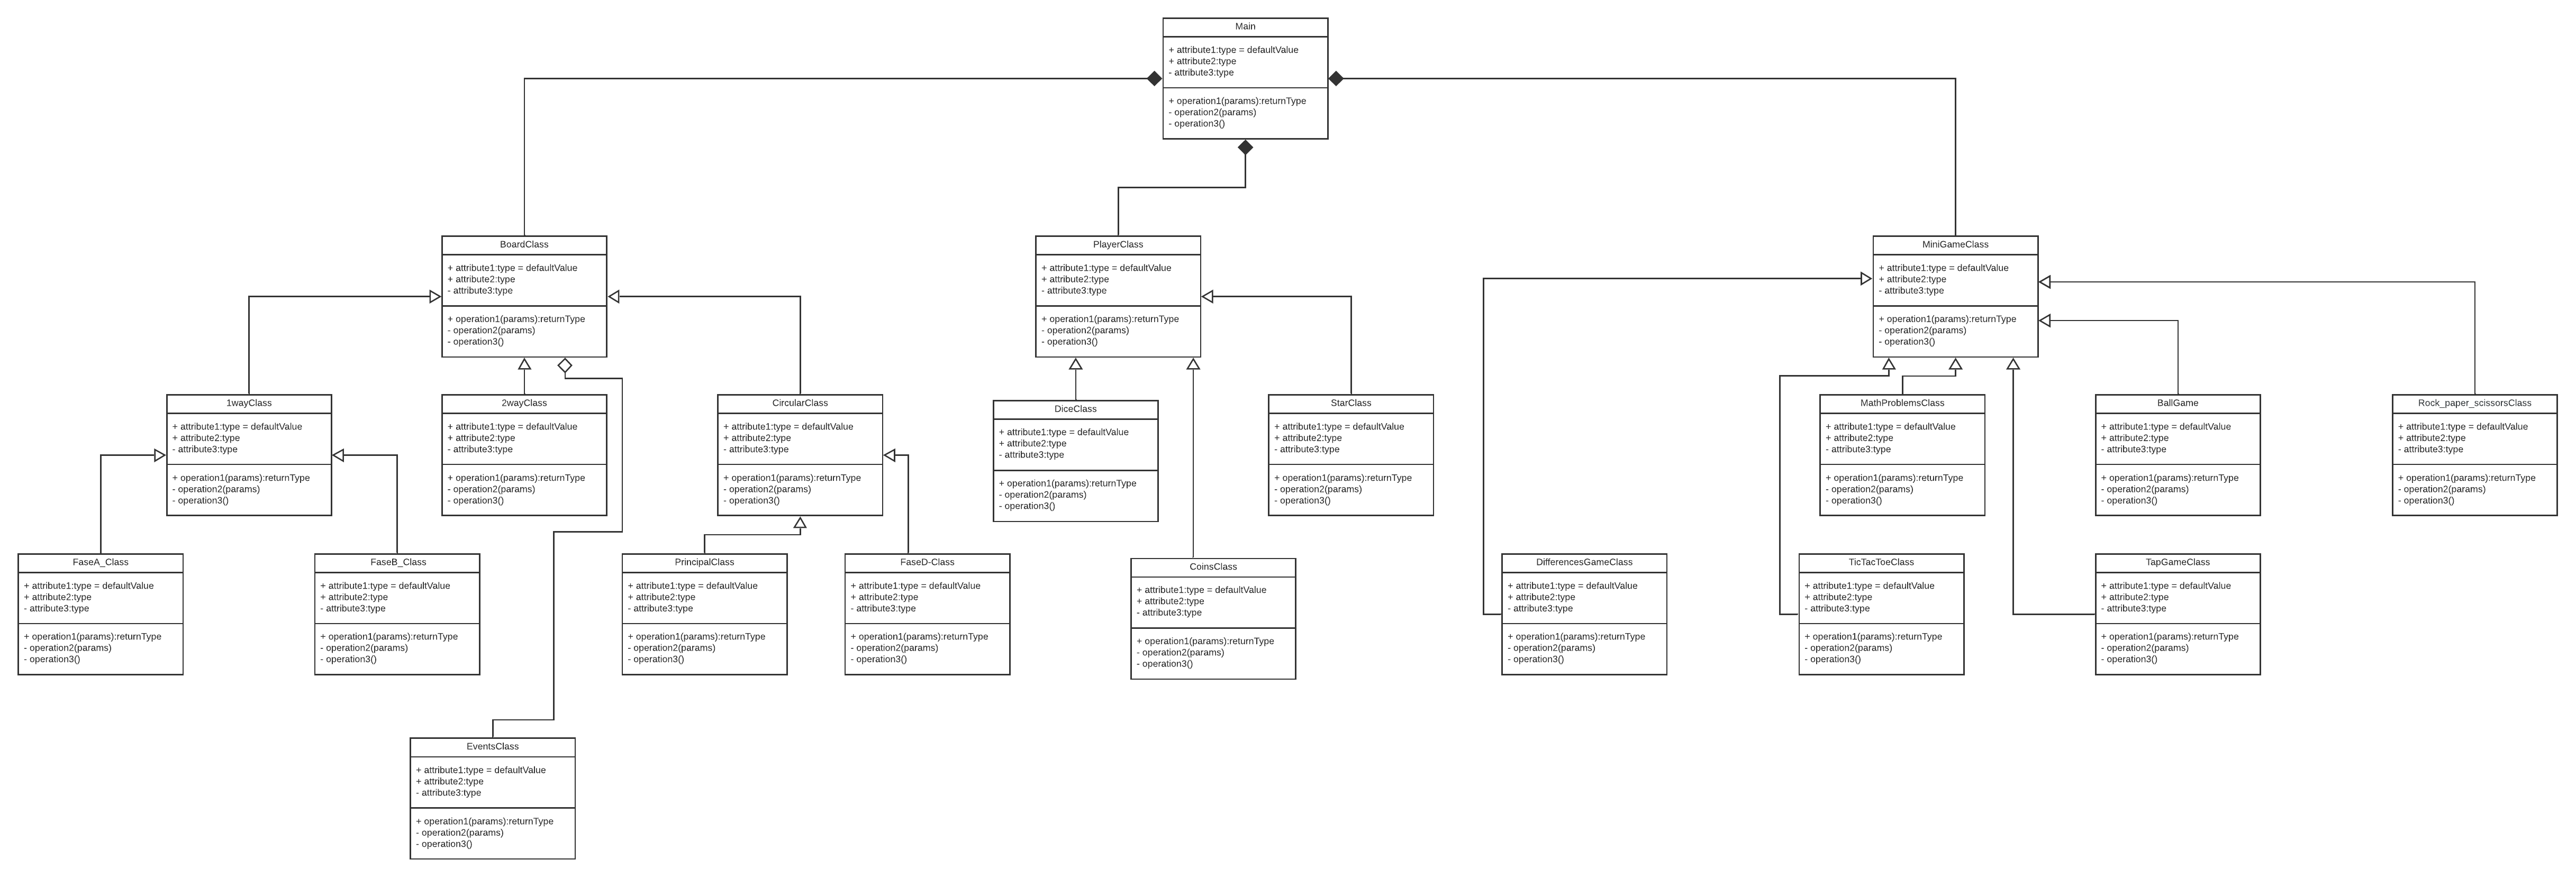 Main
+ attribute1:type = defaultValue
+ attribute2:type
- attribute3:type
+ operation1(params):returnType
- operation2(params)
- operation3()
BoardClass
+ attribute1:type = defaultValue
+ attribute2:type
- attribute3:type
+ operation1(params):returnType
- operation2(params)
- operation3()
PlayerClass
+ attribute1:type = defaultValue
+ attribute2:type
- attribute3:type
+ operation1(params):returnType
- operation2(params)
- operation3()
MiniGameClass
+ attribute1:type = defaultValue
+ attribute2:type
- attribute3:type
+ operation1(params):returnType
- operation2(params)
- operation3()
1wayClass
+ attribute1:type = defaultValue
+ attribute2:type
- attribute3:type
+ operation1(params):returnType
- operation2(params)
- operation3()
2wayClass
+ attribute1:type = defaultValue
+ attribute2:type
- attribute3:type
+ operation1(params):returnType
- operation2(params)
- operation3()
CircularClass
+ attribute1:type = defaultValue
+ attribute2:type
- attribute3:type
+ operation1(params):returnType
- operation2(params)
- operation3()
DiceClass
+ attribute1:type = defaultValue
+ attribute2:type
- attribute3:type
+ operation1(params):returnType
- operation2(params)
- operation3()
StarClass
+ attribute1:type = defaultValue
+ attribute2:type
- attribute3:type
+ operation1(params):returnType
- operation2(params)
- operation3()
MathProblemsClass
+ attribute1:type = defaultValue
+ attribute2:type
- attribute3:type
+ operation1(params):returnType
- operation2(params)
- operation3()
BallGame
+ attribute1:type = defaultValue
+ attribute2:type
- attribute3:type
+ operation1(params):returnType
- operation2(params)
- operation3()
Rock_paper_scissorsClass
+ attribute1:type = defaultValue
+ attribute2:type
- attribute3:type
+ operation1(params):returnType
- operation2(params)
- operation3()
FaseA_Class
+ attribute1:type = defaultValue
+ attribute2:type
- attribute3:type
+ operation1(params):returnType
- operation2(params)
- operation3()
FaseB_Class
+ attribute1:type = defaultValue
+ attribute2:type
- attribute3:type
+ operation1(params):returnType
- operation2(params)
- operation3()
PrincipalClass
+ attribute1:type = defaultValue
+ attribute2:type
- attribute3:type
+ operation1(params):returnType
- operation2(params)
- operation3()
FaseD-Class
+ attribute1:type = defaultValue
+ attribute2:type
- attribute3:type
+ operation1(params):returnType
- operation2(params)
- operation3()
CoinsClass
+ attribute1:type = defaultValue
+ attribute2:type
- attribute3:type
+ operation1(params):returnType
- operation2(params)
- operation3()
DifferencesGameClass
+ attribute1:type = defaultValue
+ attribute2:type
- attribute3:type
+ operation1(params):returnType
- operation2(params)
- operation3()
TicTacToeClass
+ attribute1:type = defaultValue
+ attribute2:type
- attribute3:type
+ operation1(params):returnType
- operation2(params)
- operation3()
TapGameClass
+ attribute1:type = defaultValue
+ attribute2:type
- attribute3:type
+ operation1(params):returnType
- operation2(params)
- operation3()
EventsClass
+ attribute1:type = defaultValue
+ attribute2:type
- attribute3:type
+ operation1(params):returnType
- operation2(params)
- operation3()